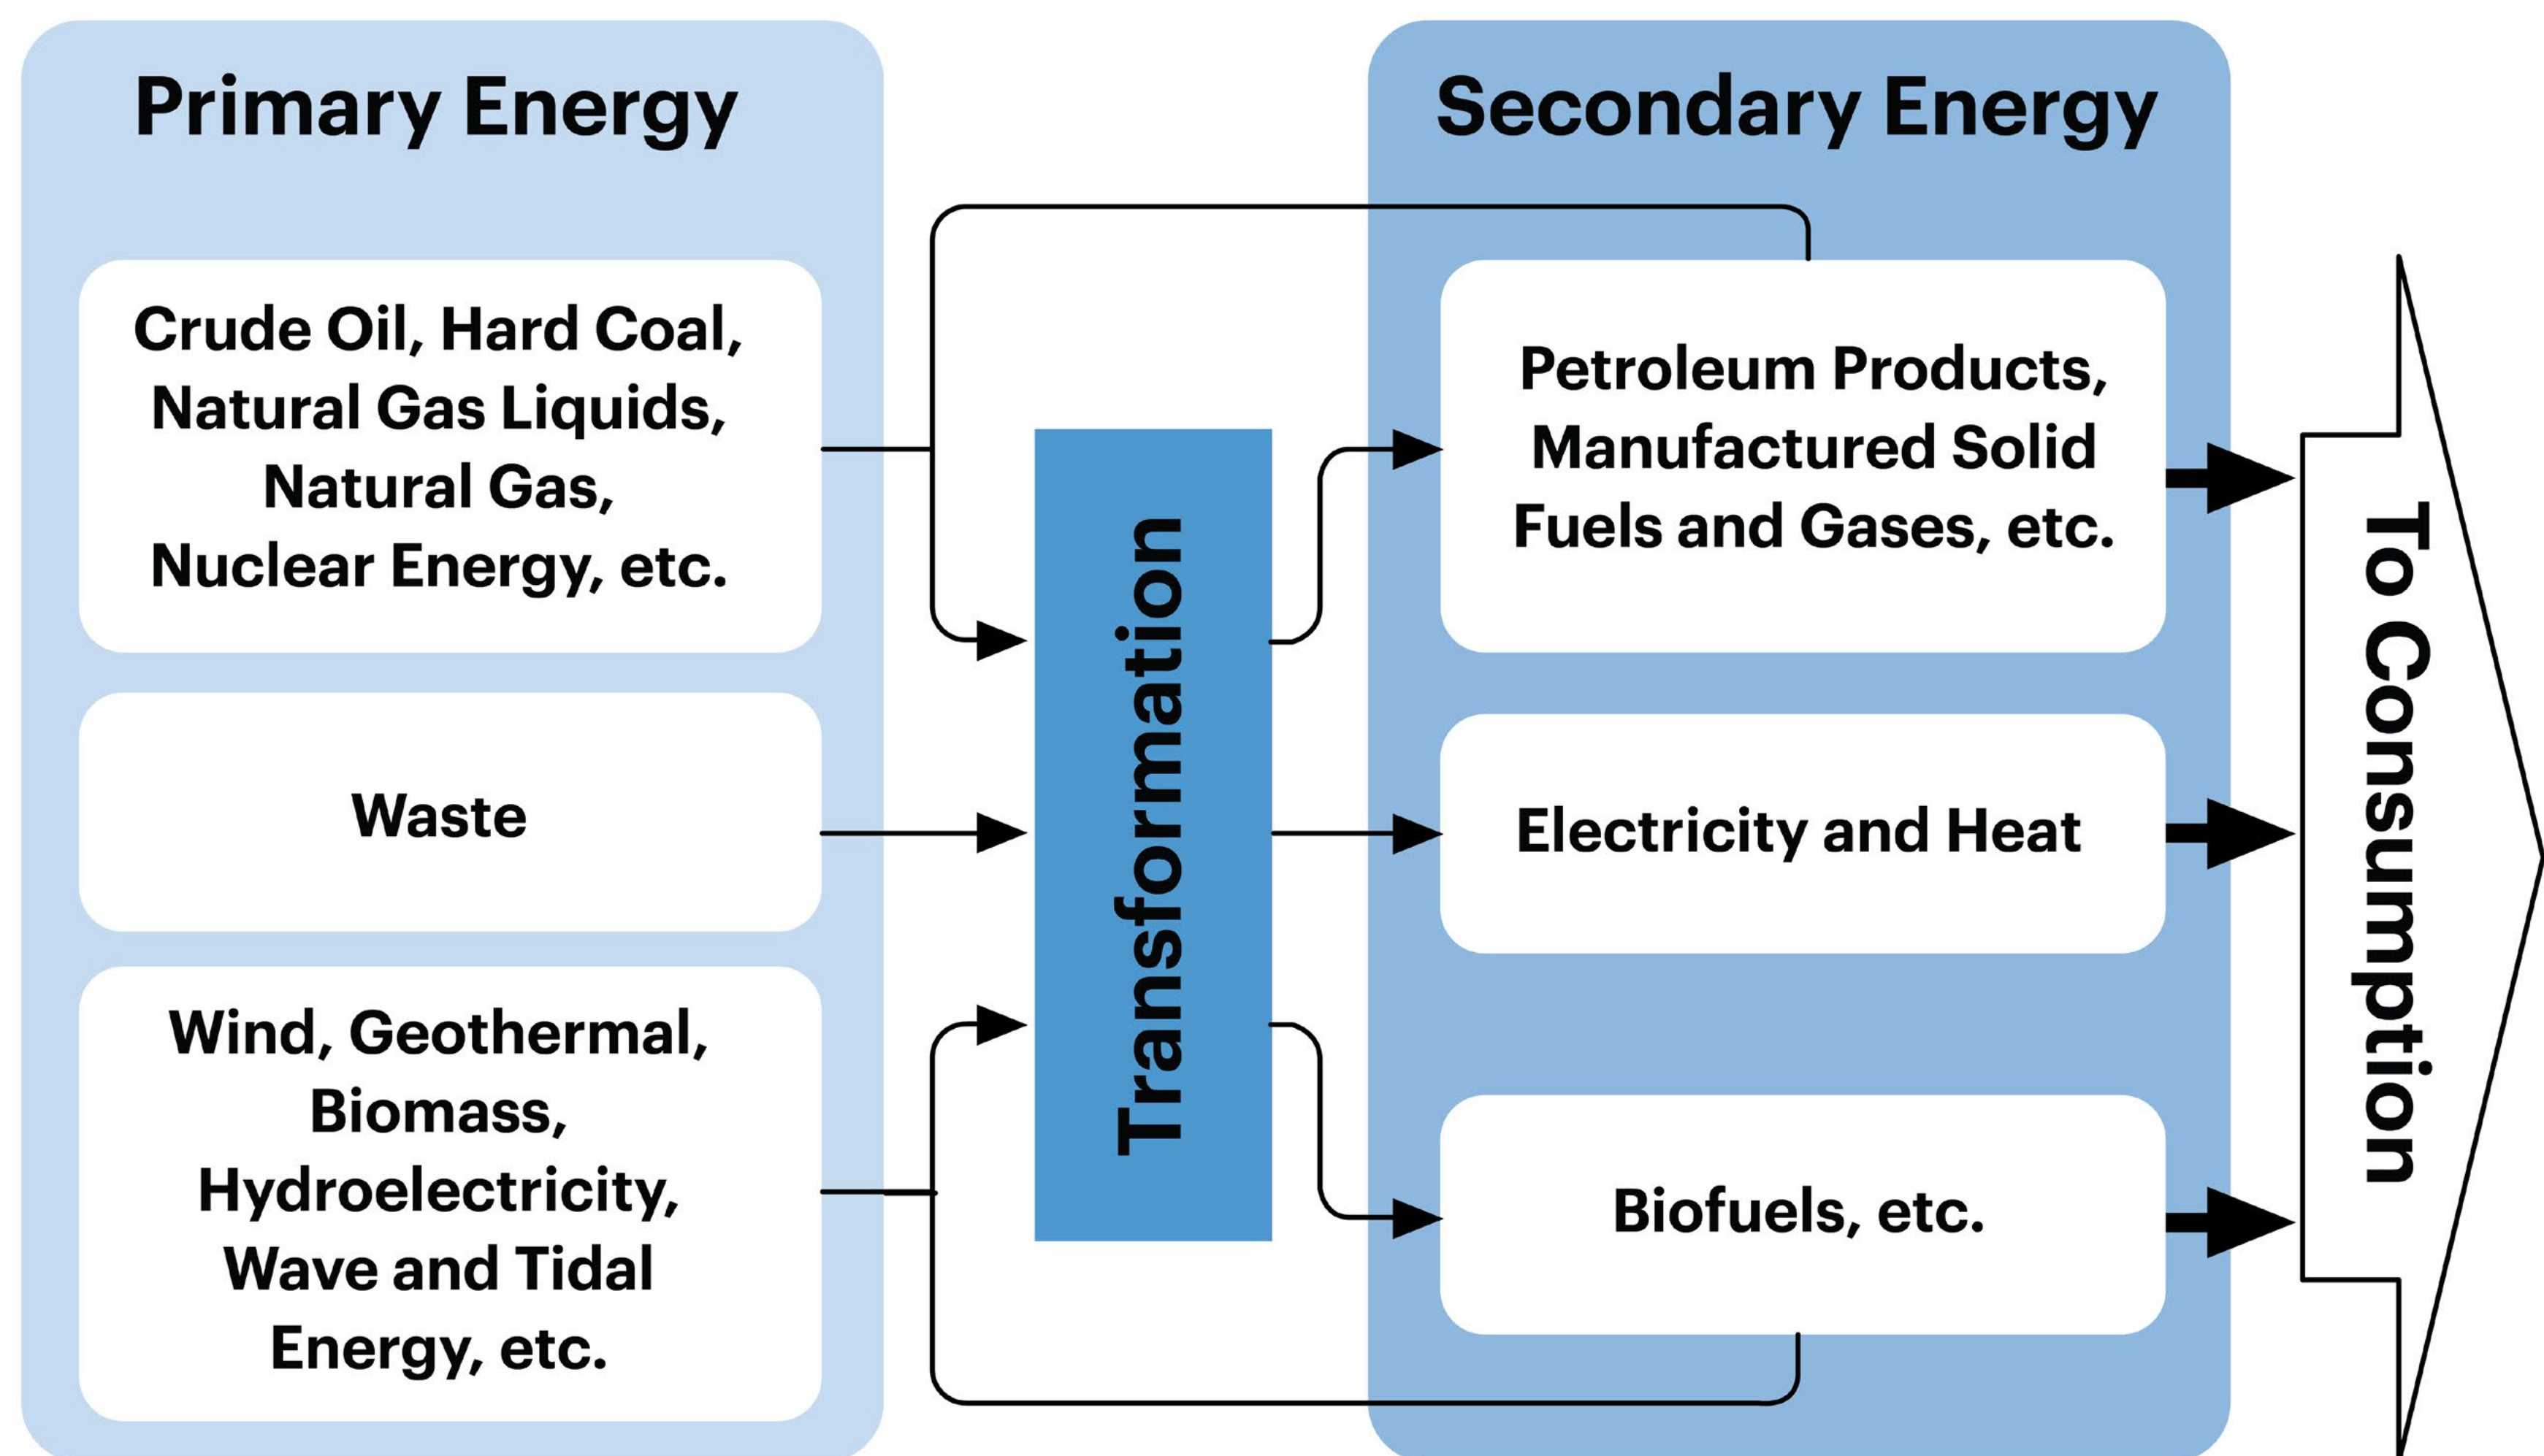 Primary Energy
Crude Oil, Hard Coal,
Natural Gas Liquids,
Natural Gas,
Nuclear Energy, etc.
Waste
Wind, Geothermal,
Biomass,
Hydroelectricity,
Wave and Tidal
Energy, etc.
Transformation
Secondary Energy
Petroleum Products,
Manufactured Solid
Fuels and Gases, etc.
Electricity and Heat
Biofuels, etc.
To Consumption